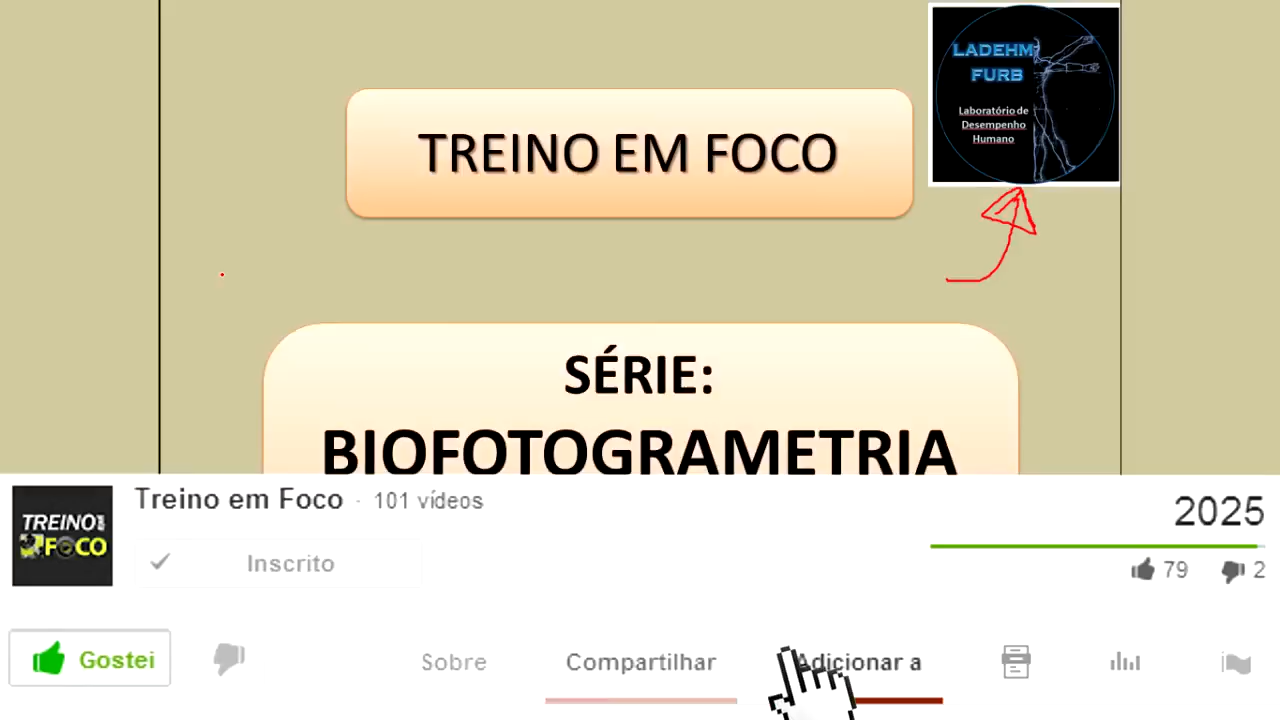 LADEHM
FURB
Laboratório de
Desempenho
Humano
TREINO EM FOCO
SÉRIE:
BIOFOTOGRAMETRIA
TREINO EM
FOCO
Treino em Foco · 101 vídeos
2025
Inscrito
79
2
Gostei
Sobre
Compartilhar
Adicionar a